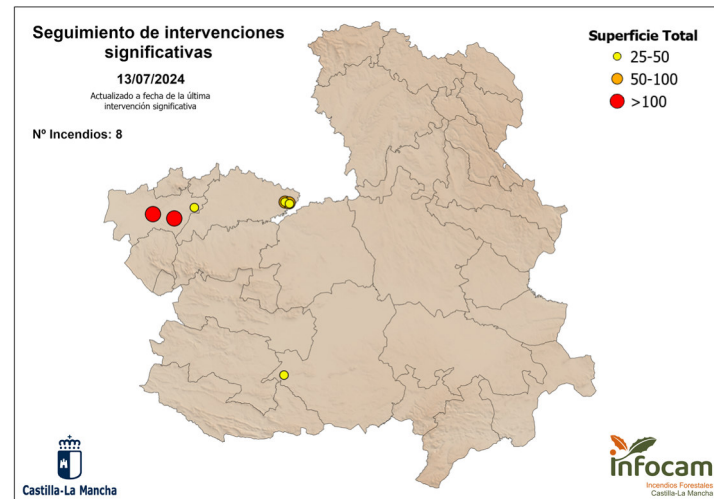 Seguimiento de intervenciones
significativas
13/07/2024
Actualizado a fecha de la última
intervención significativa
Nº Incendios: 8
Superficie Total
25-50
50-100
>100
Castilla-La Mancha
infocam
Incendios Forestales
Castilla-La Mancha